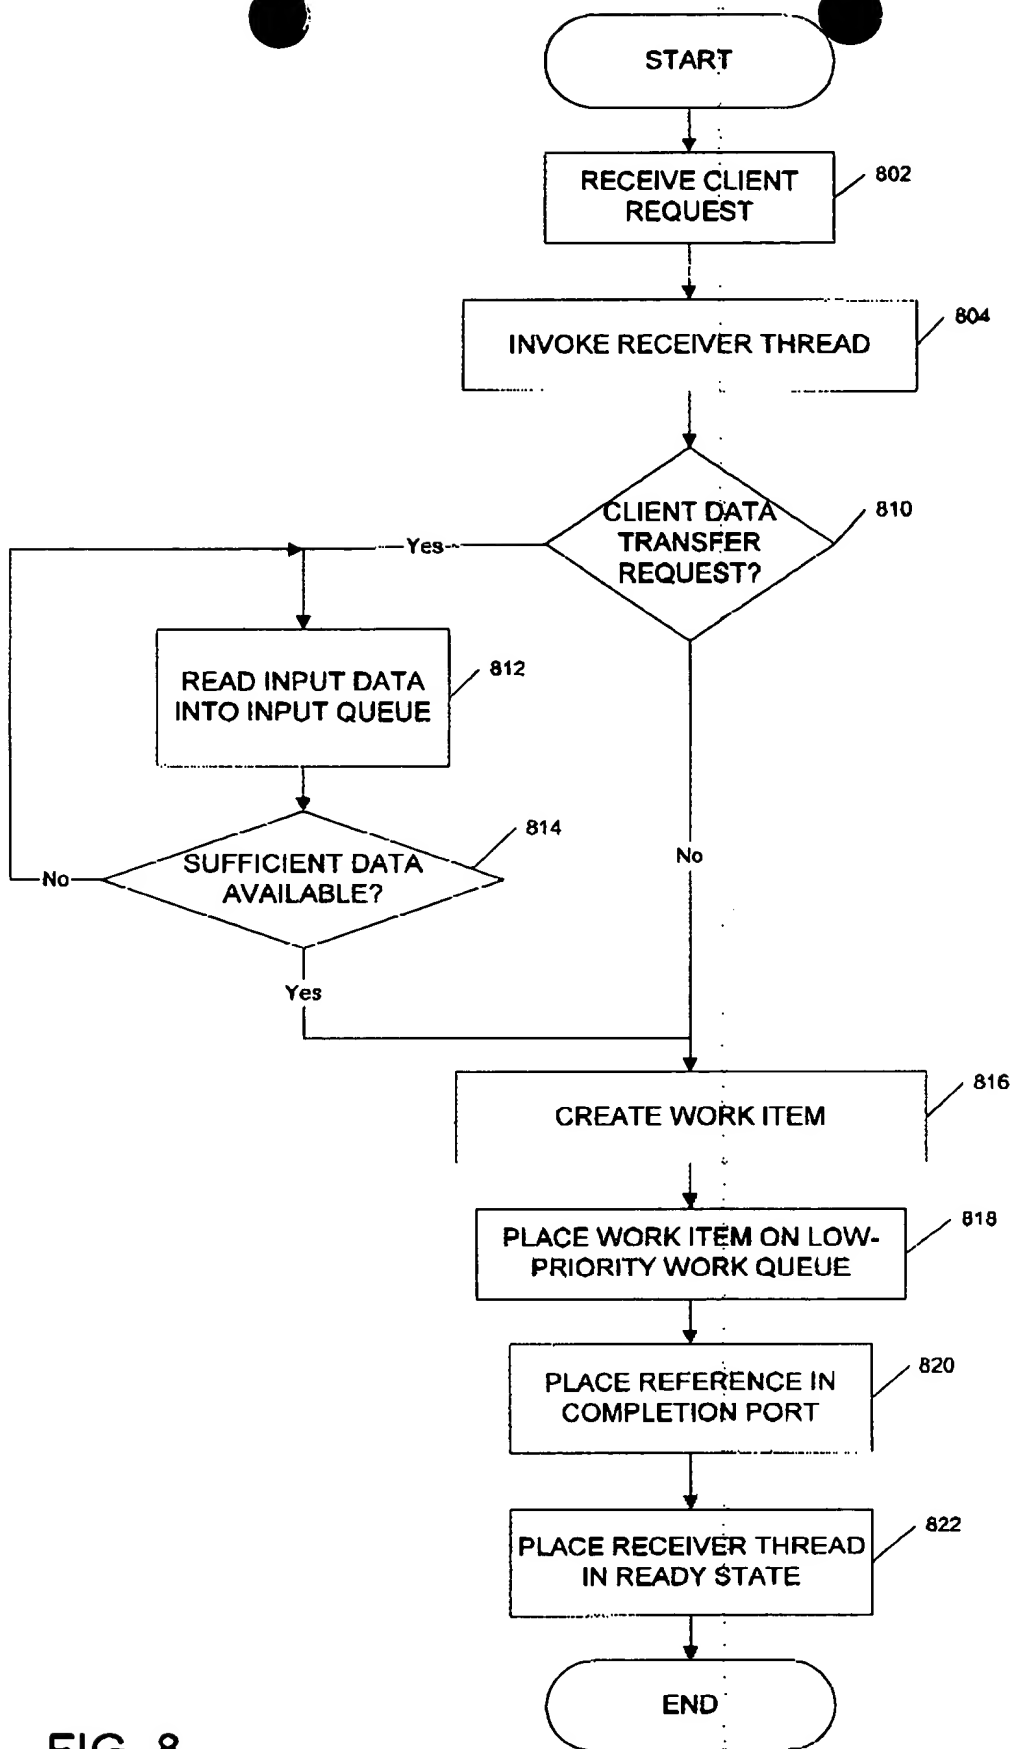 START
RECEIVE CLIENT
REQUEST
802
INVOKE RECEIVER THREAD
804
CLIENT DATA
TRANSFER
REQUEST?
810
Yes
READ INPUT DATA
INTO INPUT QUEUE
812
SUFFICIENT DATA
AVAILABLE?
814
No
No
Yes
CREATE WORK ITEM
816
PLACE WORK ITEM ON LOW-
PRIORITY WORK QUEUE
818
PLACE REFERENCE IN
COMPLETION PORT
820
PLACE RECEIVER THREAD
IN READY STATE
822
END
FIG. 8